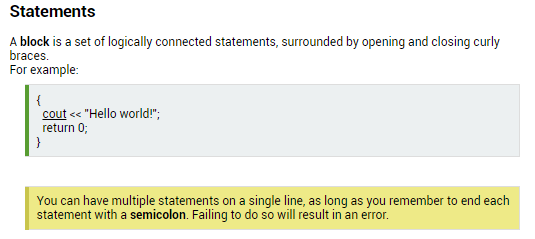 Statements
A block is a set of logically connected statements, surrounded by opening and closing curly
braces.
For example:
{
cout << "Hello world!";
return 0;
}
You can have multiple statements on a single line, as long as you remember to end each
statement with a semicolon. Failing to do so will result in an error.